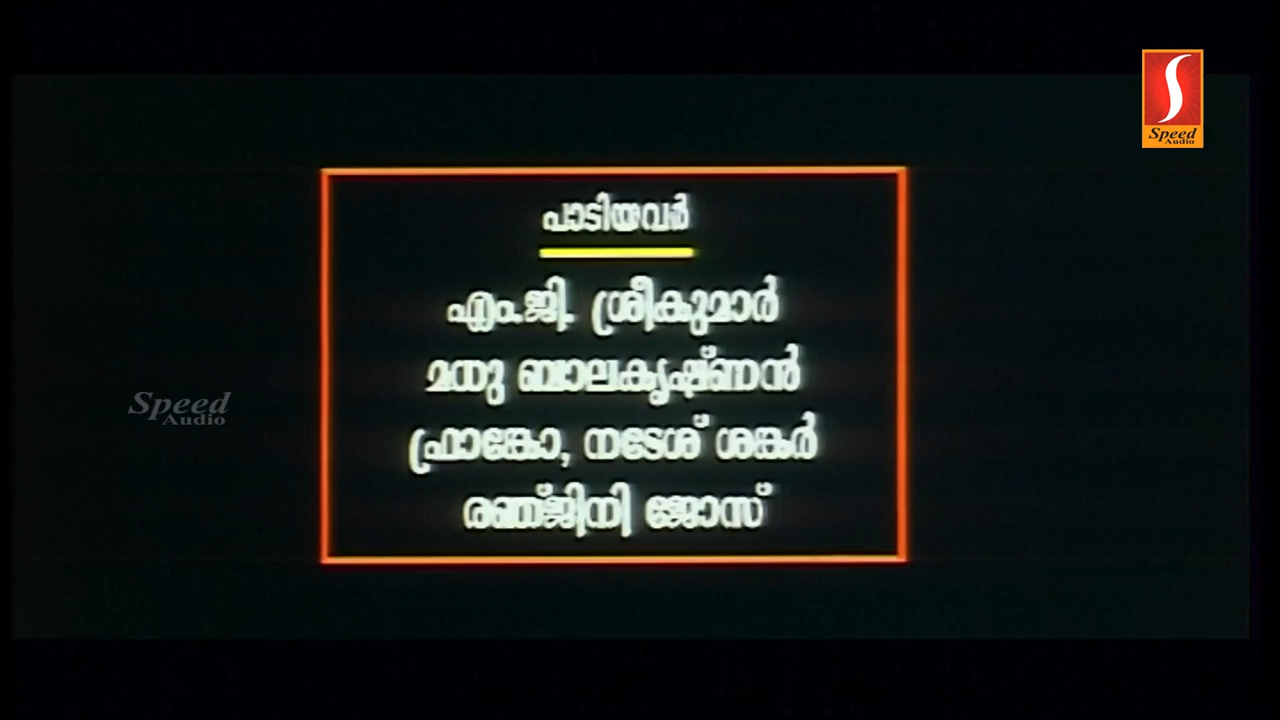 S
Speed
Audio
പാടിയവർ
എം.ജി. ശ്രീകുമാർ
മനു ബാലകൃഷ്ണൻ
ഫ്രാങ്കോ, നടേശ് ശങ്കർ
രഞ്ജിനി ജോസ്
Speed
Audio